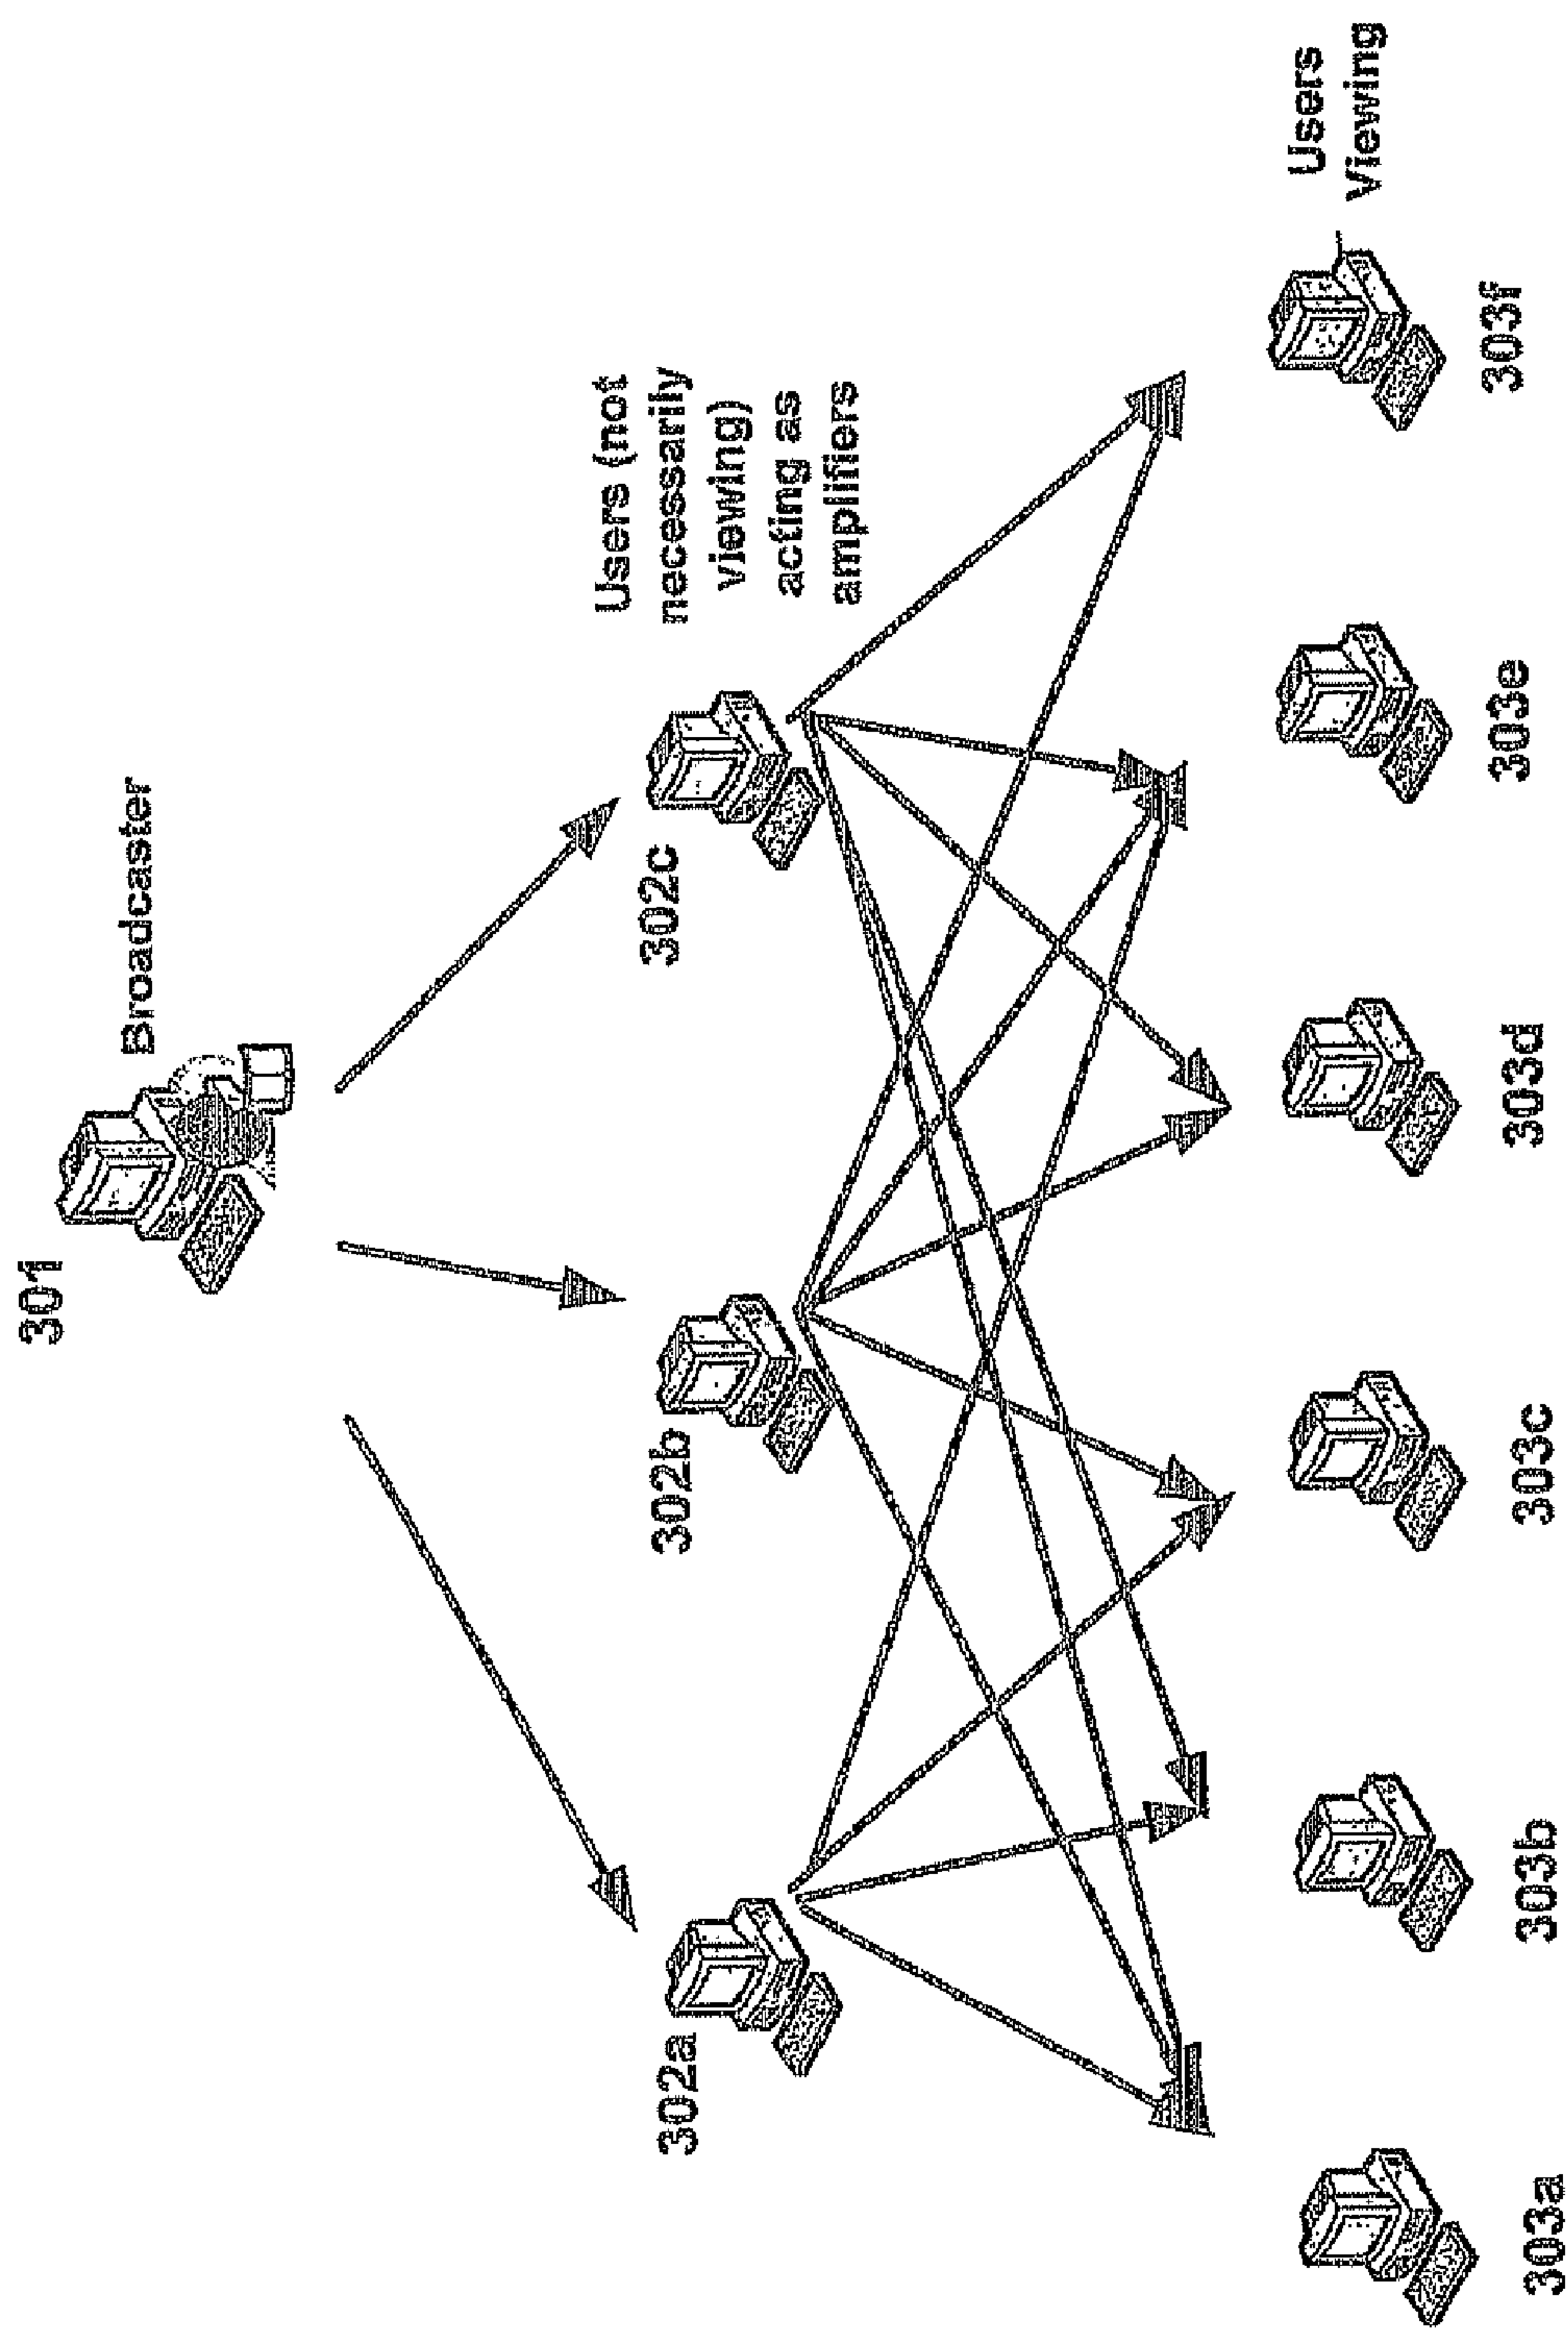 301
Broadcaster
302a
302b
302c
Users (not
necessarily
viewing)
acting as
amplifiers
303a
303b
303c
303d
303e
303f
Users
Viewing